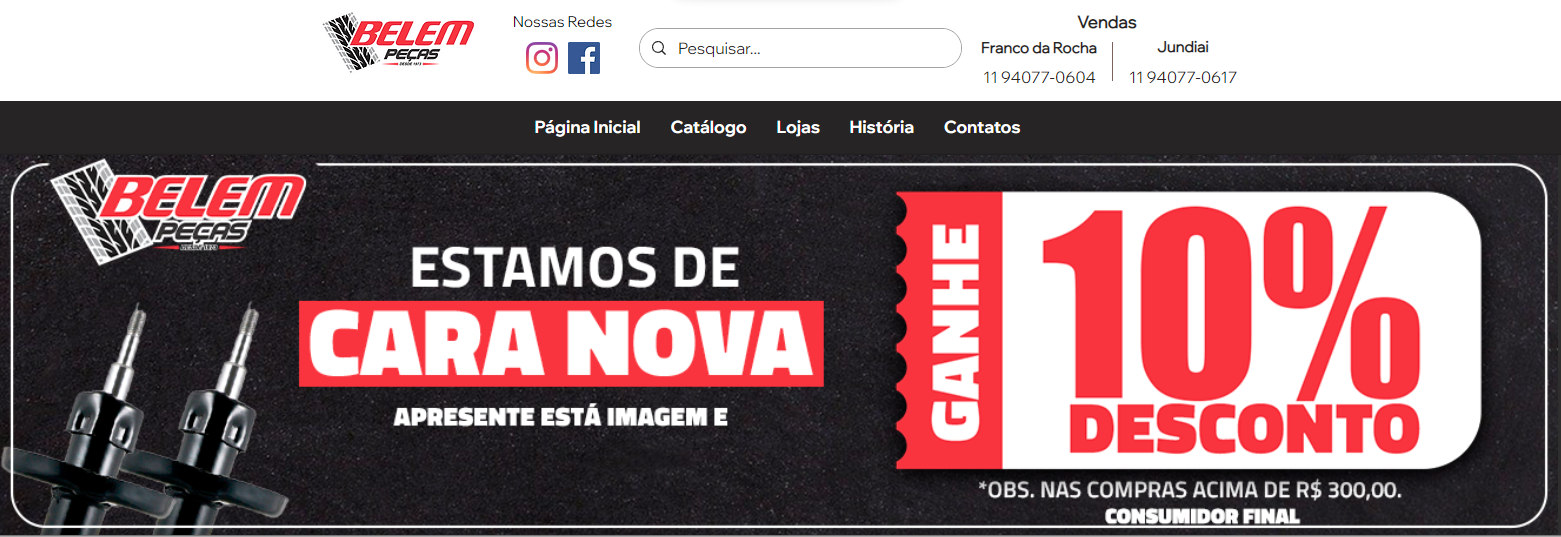 BELEM
PEÇAS
DESDE 1973
Nossas Redes
Pesquisar...
Vendas
Franco da Rocha
11 94077-0604
Jundiai
11 94077-0617
Página Inicial
Catálogo
Lojas
História
Contatos
BELEM
PEÇAS
DESDE 1973
ESTAMOS DE
CARA NOVA
APRESENTE ESTÁ IMAGEM E
GANHE
10%
DESCONTO
*OBS. NAS COMPRAS ACIMA DE R$ 300,00.
CONSUMIDOR FINAL